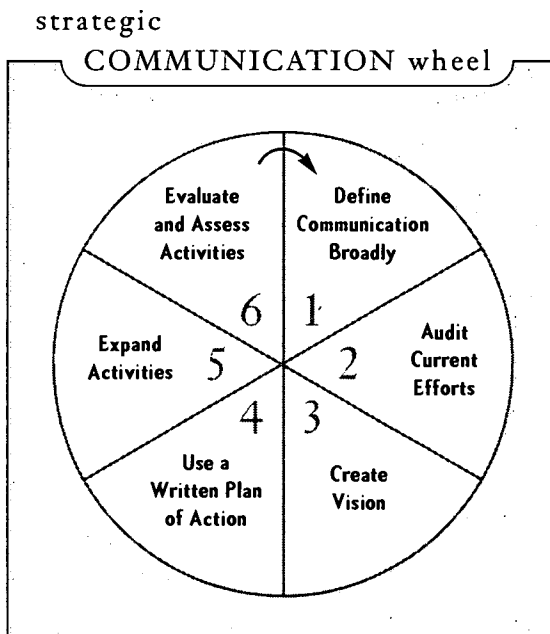 strategic
COMMUNICATION wheel
Define
Communication
Broadly
1
Audit
Current
Efforts
2
Create
Vision
3
Use a
Written Plan
of Action
4
Expand
Activities
5
Evaluate
and Assess
Activities
6